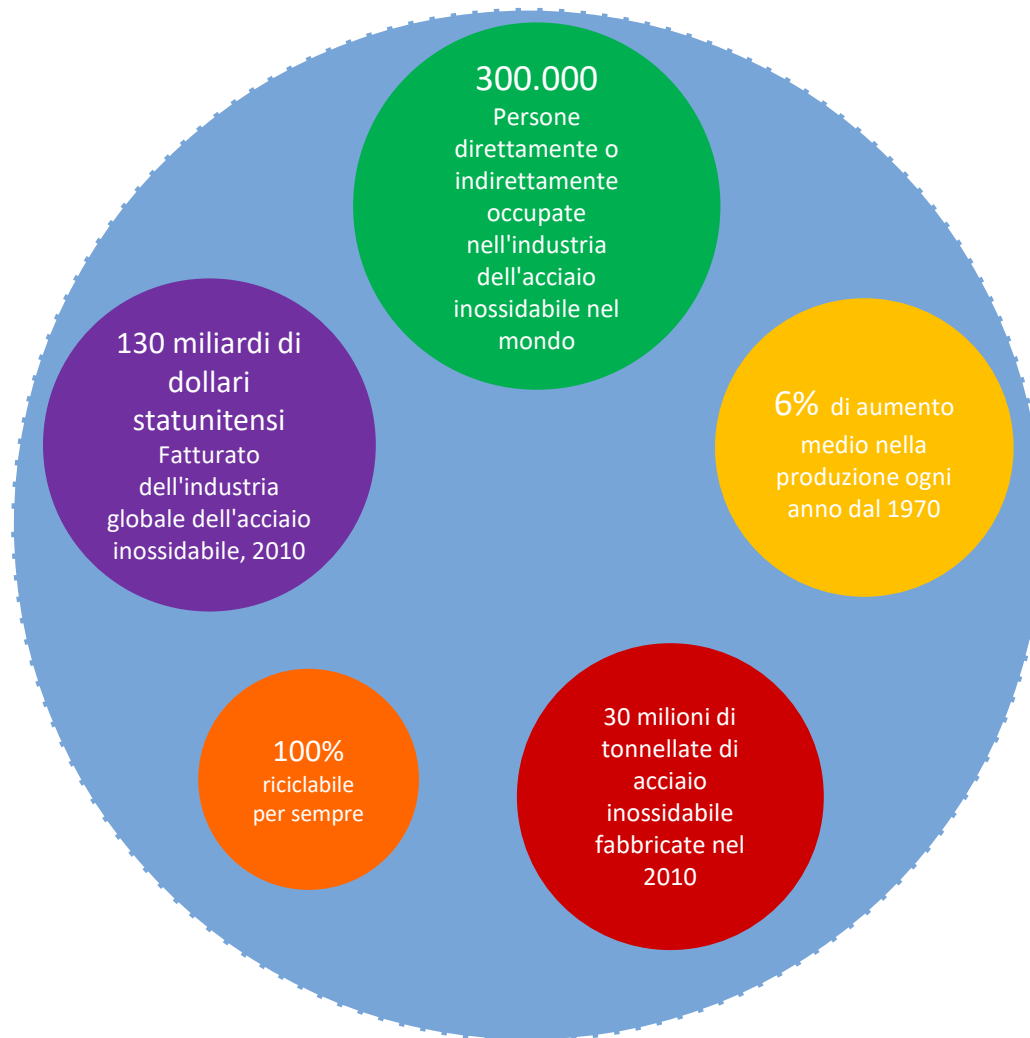 300.000
Persone
direttamente o
indirettamente
occupate
nell'industria
dell'acciaio
inossidabile nel
mondo
130 miliardi di
dollari
statunitensi
Fatturato
dell'industria
globale dell'acciaio
inossidabile, 2010
6% di aumento
medio nella
produzione ogni
anno dal 1970
100%
riciclabile
per sempre
30 milioni di
tonnellate di
acciaio
inossidabile
fabbricate nel
2010